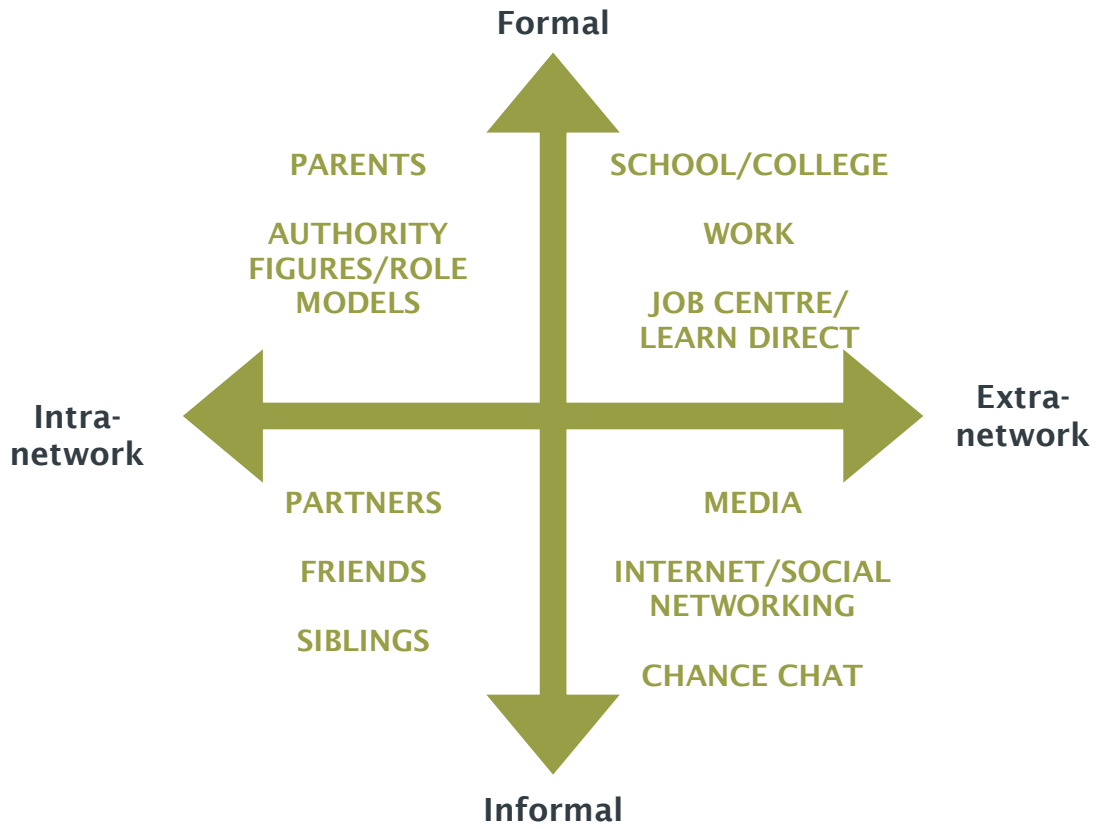 Formal
PARENTS
AUTHORITY
FIGURES/ROLE
MODELS
SCHOOL/COLLEGE
WORK
JOB CENTRE/
LEARN DIRECT
Intra-
network
Extra-
network
PARTNERS
FRIENDS
SIBLINGS
MEDIA
INTERNET/SOCIAL
NETWORKING
CHANCE CHAT
Informal